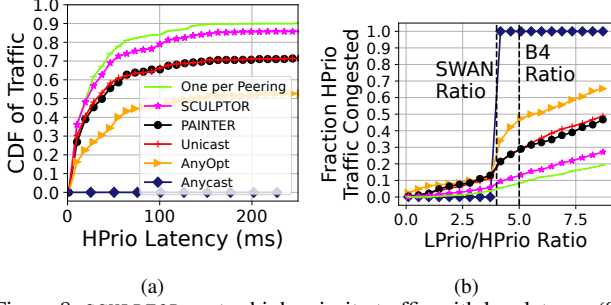 1.0
0.9
0.8
0.7
0.6
0.5
0.4
0.3
0.2
0.1
0.0
CDF of Traffic
0
100
200
HPrio Latency (ms)
One per Peering
SCULPTOR
PAINTER
Unicast
AnyOpt
Anycast
(a)
1.0
0.9
0.8
0.7
0.6
0.5
0.4
0.3
0.2
0.1
0.0
Fraction HPrio
Traffic Congested
SWAN
Ratio
B4
Ratio
0.0
2.5
5.0
7.5
LPrio/HPrio Ratio
(b)